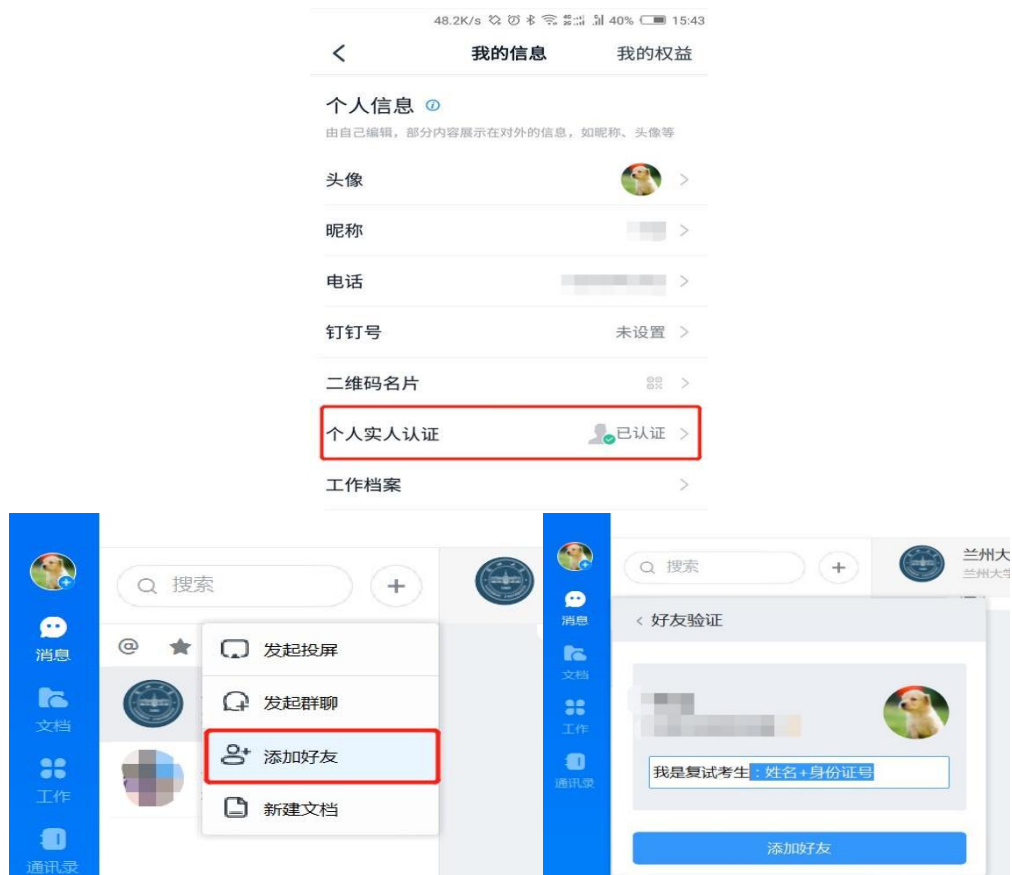 48.2K/s 40% 15:43
我的信息 我的权益
个人信息
由自己编辑，部分内容展示在对外的信息，如昵称、头像等
头像
昵称
电话
钉钉号 未设置
二维码名片
个人实人认证 已认证
工作档案
搜索
消息
@
文档
工作
通讯录
发起投屏
发起群聊
添加好友
新建文档
搜索
兰州大
兰州大学
消息
文档
工作
通讯录
好友验证
我是复试考生：姓名+身份证号
添加好友